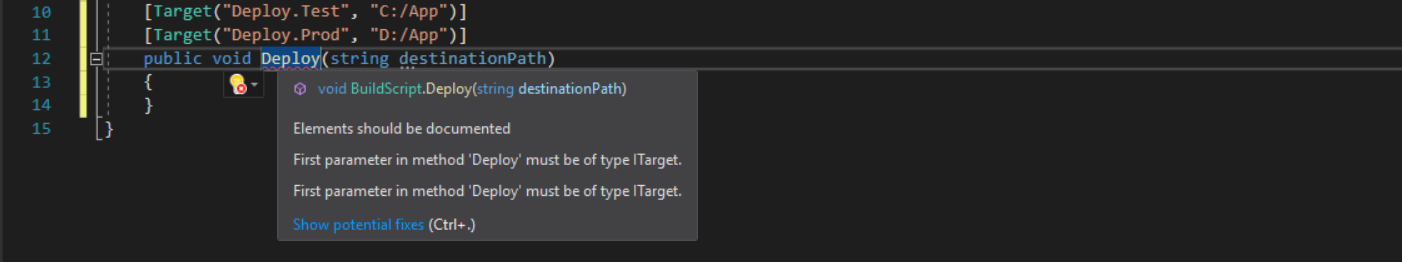 10 [Target("Deploy.Test", "C:/App")]
11 [Target("Deploy.Prod", "D:/App")]
12 public void Deploy(string destinationPath)
13 {
14 }
15 }
void BuildScript.Deploy(string destinationPath)
Elements should be documented
First parameter in method 'Deploy' must be of type ITarget.
First parameter in method 'Deploy' must be of type ITarget.
Show potential fixes (Ctrl+.)